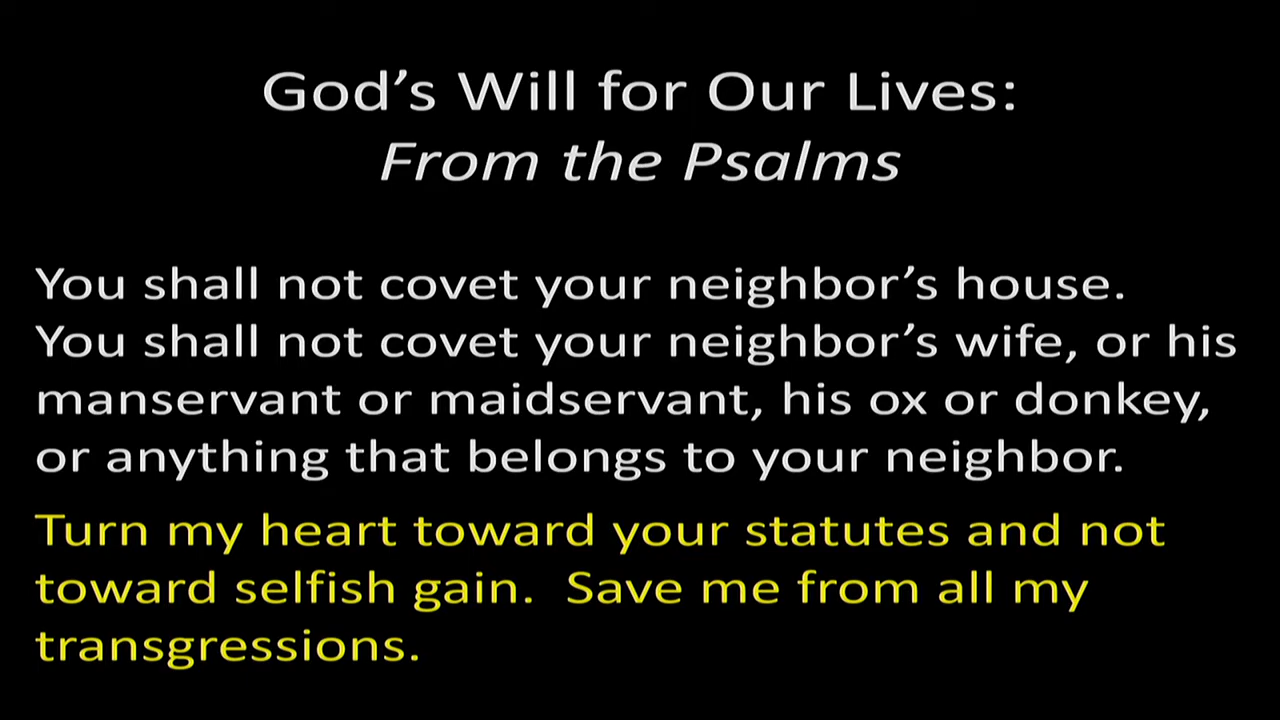 God’s Will for Our Lives:
From the Psalms
You shall not covet your neighbor’s house.
You shall not covet your neighbor’s wife, or his
manservant or maidservant, his ox or donkey,
or anything that belongs to your neighbor.
Turn my heart toward your statutes and not
toward selfish gain.  Save me from all my
transgressions.